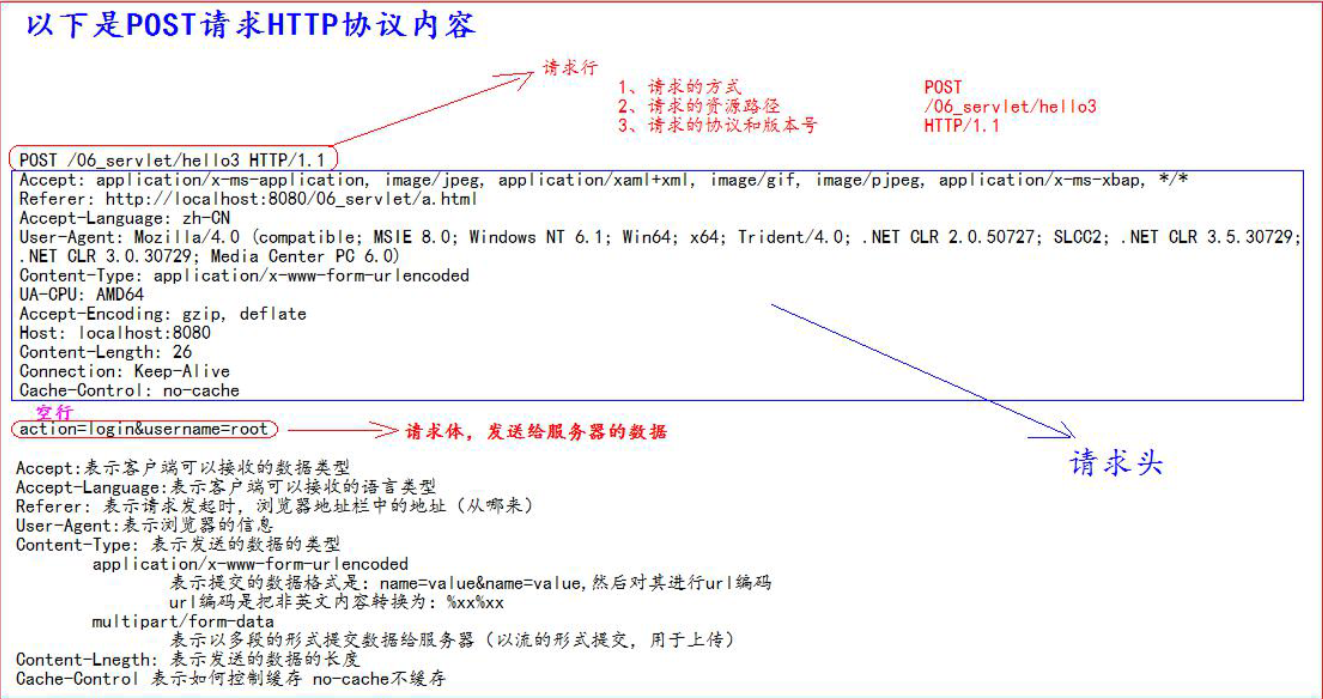 以下是POST请求HTTP协议内容
请求行
1、请求的方式 POST
2、请求的资源路径 /06_servlet/hello3
3、请求的协议和版本号 HTTP/1.1
POST /06_servlet/hello3 HTTP/1.1
Accept: application/x-ms-application, image/jpeg, application/xaml+xml, image/gif, image/pjpeg, application/x-ms-xbap, */*
Referer: http://localhost:8080/06_servlet/a.html
Accept-Language: zh-CN
User-Agent: Mozilla/4.0 (compatible; MSIE 8.0; Windows NT 6.1; Win64; x64; Trident/4.0; .NET CLR 2.0.50727; SLCC2; .NET CLR 3.5.30729;
.NET CLR 3.0.30729; Media Center PC 6.0)
Content-Type: application/x-www-form-urlencoded
UA-CPU: AMD64
Accept-Encoding: gzip, deflate
Host: localhost:8080
Content-Length: 26
Connection: Keep-Alive
Cache-Control: no-cache
空行
action=login&username=root
请求体，发送给服务器的数据
请求头
Accept:表示客户端可以接收的数据类型
Accept-Language:表示客户端可以接收的语言类型
Referer: 表示请求发起时，浏览器地址栏中的地址（从哪来）
User-Agent:表示浏览器的信息
Content-Type: 表示发送的数据的类型
application/x-www-form-urlencoded
表示提交的数据格式是：name=value&name=value,然后对其进行url编码
url编码是把非英文内容转换为：%xx%xx
multipart/form-data
表示以多段的形式提交数据给服务器（以流的形式提交，用于上传）
Content-Lnegth: 表示发送的数据的长度
Cache-Control 表示如何控制缓存 no-cache不缓存